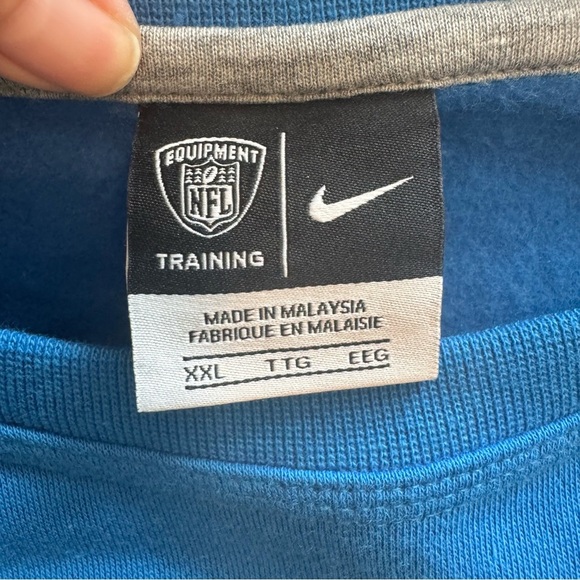 EQUIPMENT
NFL
TRAINING
MADE IN MALAYSIA
FABRIQUE EN MALAISIE
XXL TTG EEG